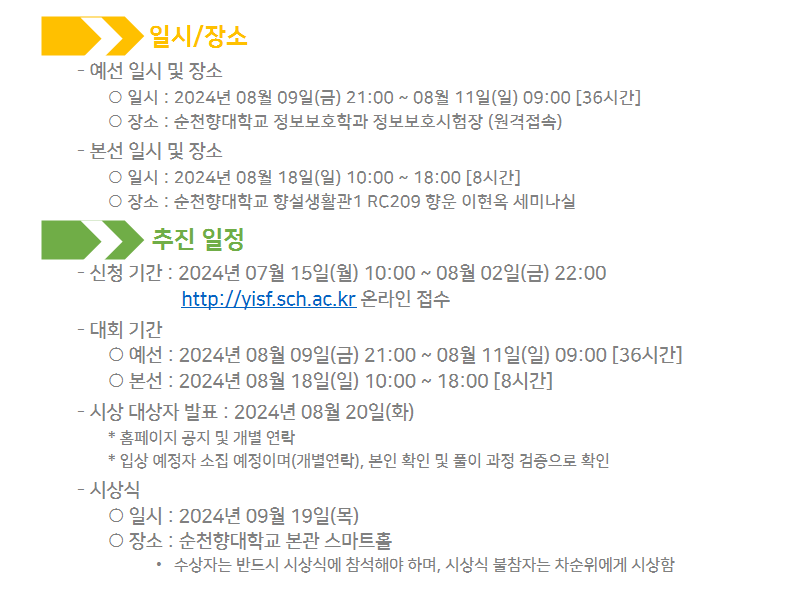 일시/장소
- 예선 일시 및 장소
○ 일시 : 2024년 08월 09일(금) 21:00 ~ 08월 11일(일) 09:00 [36시간]
○ 장소 : 순천향대학교 정보보호학과 정보보호시험장 (원격접속)
- 본선 일시 및 장소
○ 일시 : 2024년 08월 18일(일) 10:00 ~ 18:00 [8시간]
○ 장소 : 순천향대학교 향설생활관1 RC209 향운 이현옥 세미나실
추진 일정
- 신청 기간 : 2024년 07월 15일(월) 10:00 ~ 08월 02일(금) 22:00
http://yisf.sch.ac.kr 온라인 접수
- 대회 기간
○ 예선 : 2024년 08월 09일(금) 21:00 ~ 08월 11일(일) 09:00 [36시간]
○ 본선 : 2024년 08월 18일(일) 10:00 ~ 18:00 [8시간]
- 시상 대상자 발표 : 2024년 08월 20일(화)
* 홈페이지 공지 및 개별 연락
* 입상 예정자 소집 예정이며(개별연락), 본인 확인 및 풀이 과정 검증으로 확인
- 시상식
○ 일시 : 2024년 09월 19일(목)
○ 장소 : 순천향대학교 본관 스마트홀
• 수상자는 반드시 시상식에 참석해야 하며, 시상식 불참자는 차순위에게 시상함